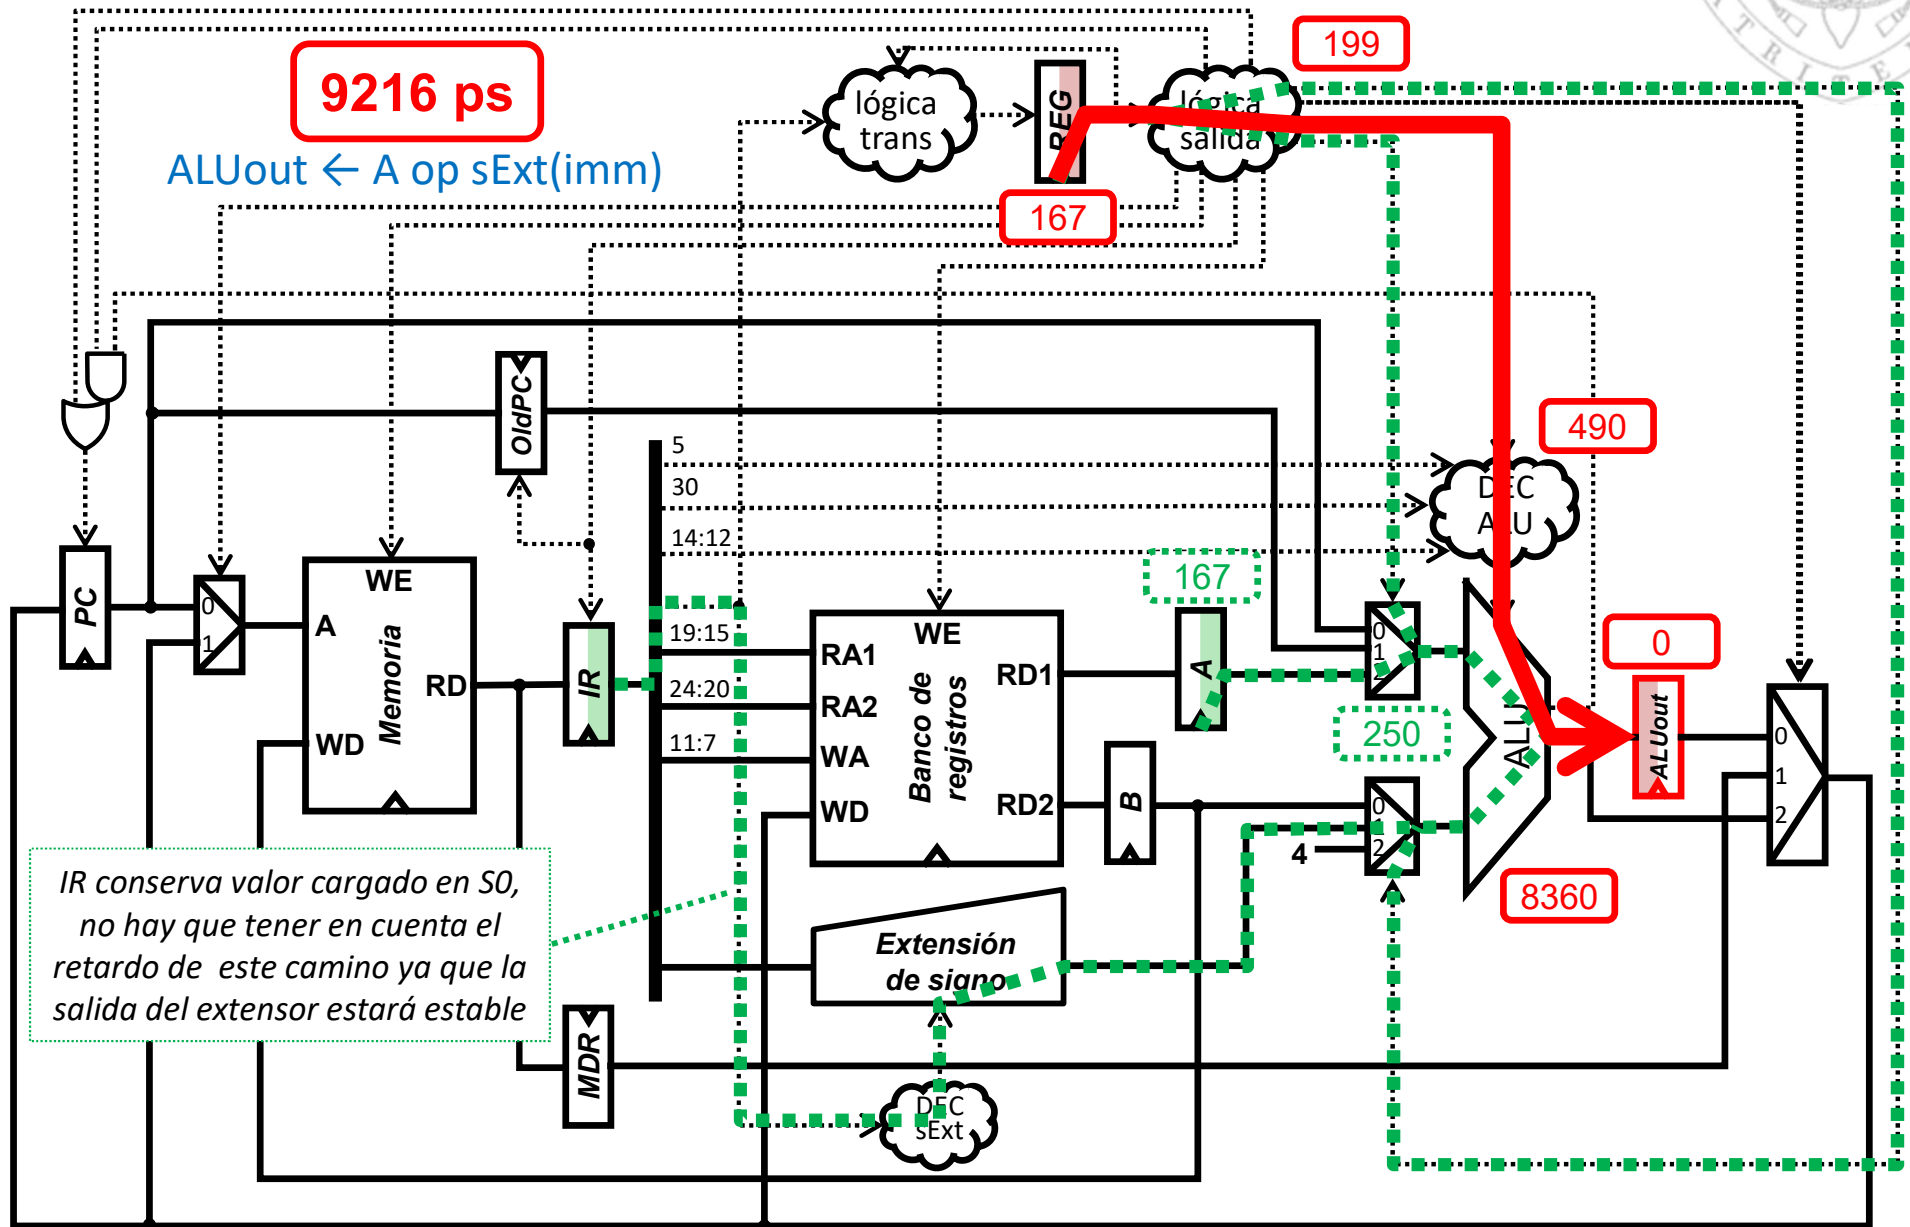 199
9216 ps
ALUout ← A op sExt(imm)
lógica
trans
REG
lógica
salida
167
OldPC
5
30
14:12
19:15
24:20
11:7
490
DEC
ALU
PC
0
1
WE
A
Memoria
RD
WD
IR
WE
RA1
RA2
WA
WD
Banco de
registros
RD1
RD2
167
A
B
0
1
2
250
0
1
2
4
ALU
8360
0
ALUout
0
1
2
IR conserva valor cargado en S0,
no hay que tener en cuenta el
retardo de este camino ya que la
salida del extensor estará estable
Extensión
de signo
MDR
DEC
sExt